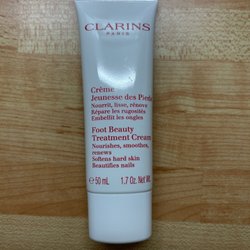 CLARINS
PARIS
Crème
Jeunesse des Pieds
Nourrit, lisse, rénove
Répare les rugosités
Embellit les ongles
Foot Beauty
Treatment Cream
Nourishes, smoothes,
renews
Softens hard skin
Beautifies nails
e 50 mL 1.7 Oz. Net Wt.